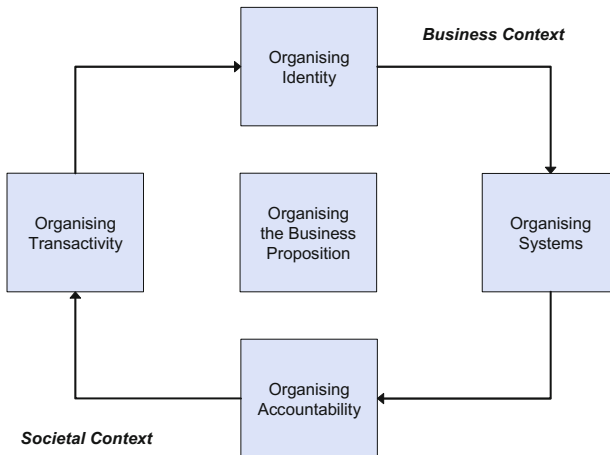 Business Context
Organising
Identity
Organising
Transactivity
Organising
the Business
Proposition
Organising
Systems
Organising
Accountability
Societal Context